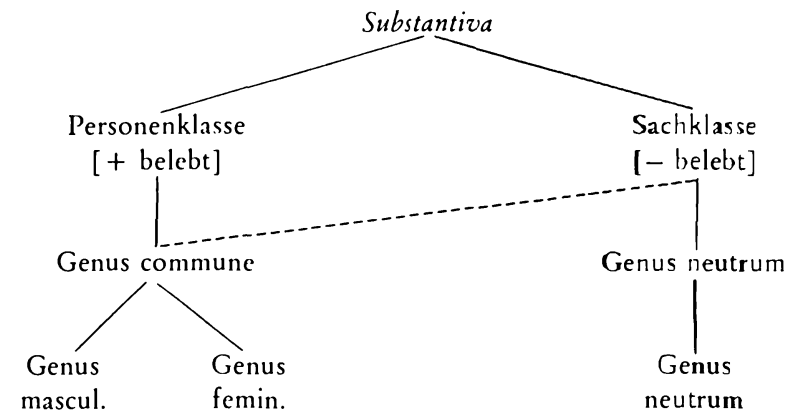 Substantiva
Personenklasse
[+ belebt]
Sachklasse
[− belebt]
Genus commune
Genus neutrum
Genus
mascul.
Genus
femin.
Genus
neutrum